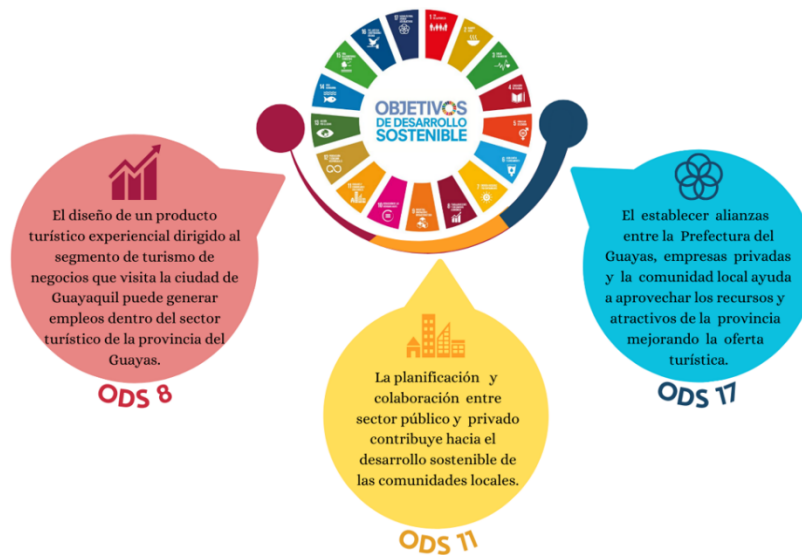 OBJETIVOS
DE DESARROLLO
SOSTENIBLE
El diseño de un producto
turístico experiencial dirigido al
segmento de turismo de
negocios que visita la ciudad de
Guayaquil puede generar
empleos dentro del sector
turístico de la provincia del
Guayas.
ODS 8
La planificación y
colaboración entre
sector público y privado
contribuye hacia el
desarrollo sostenible de
las comunidades locales.
ODS 11
El establecer alianzas
entre la Prefectura del
Guayas, empresas privadas
y la comunidad local ayuda
a aprovechar los recursos y
atractivos de la provincia
mejorando la oferta
turística.
ODS 17